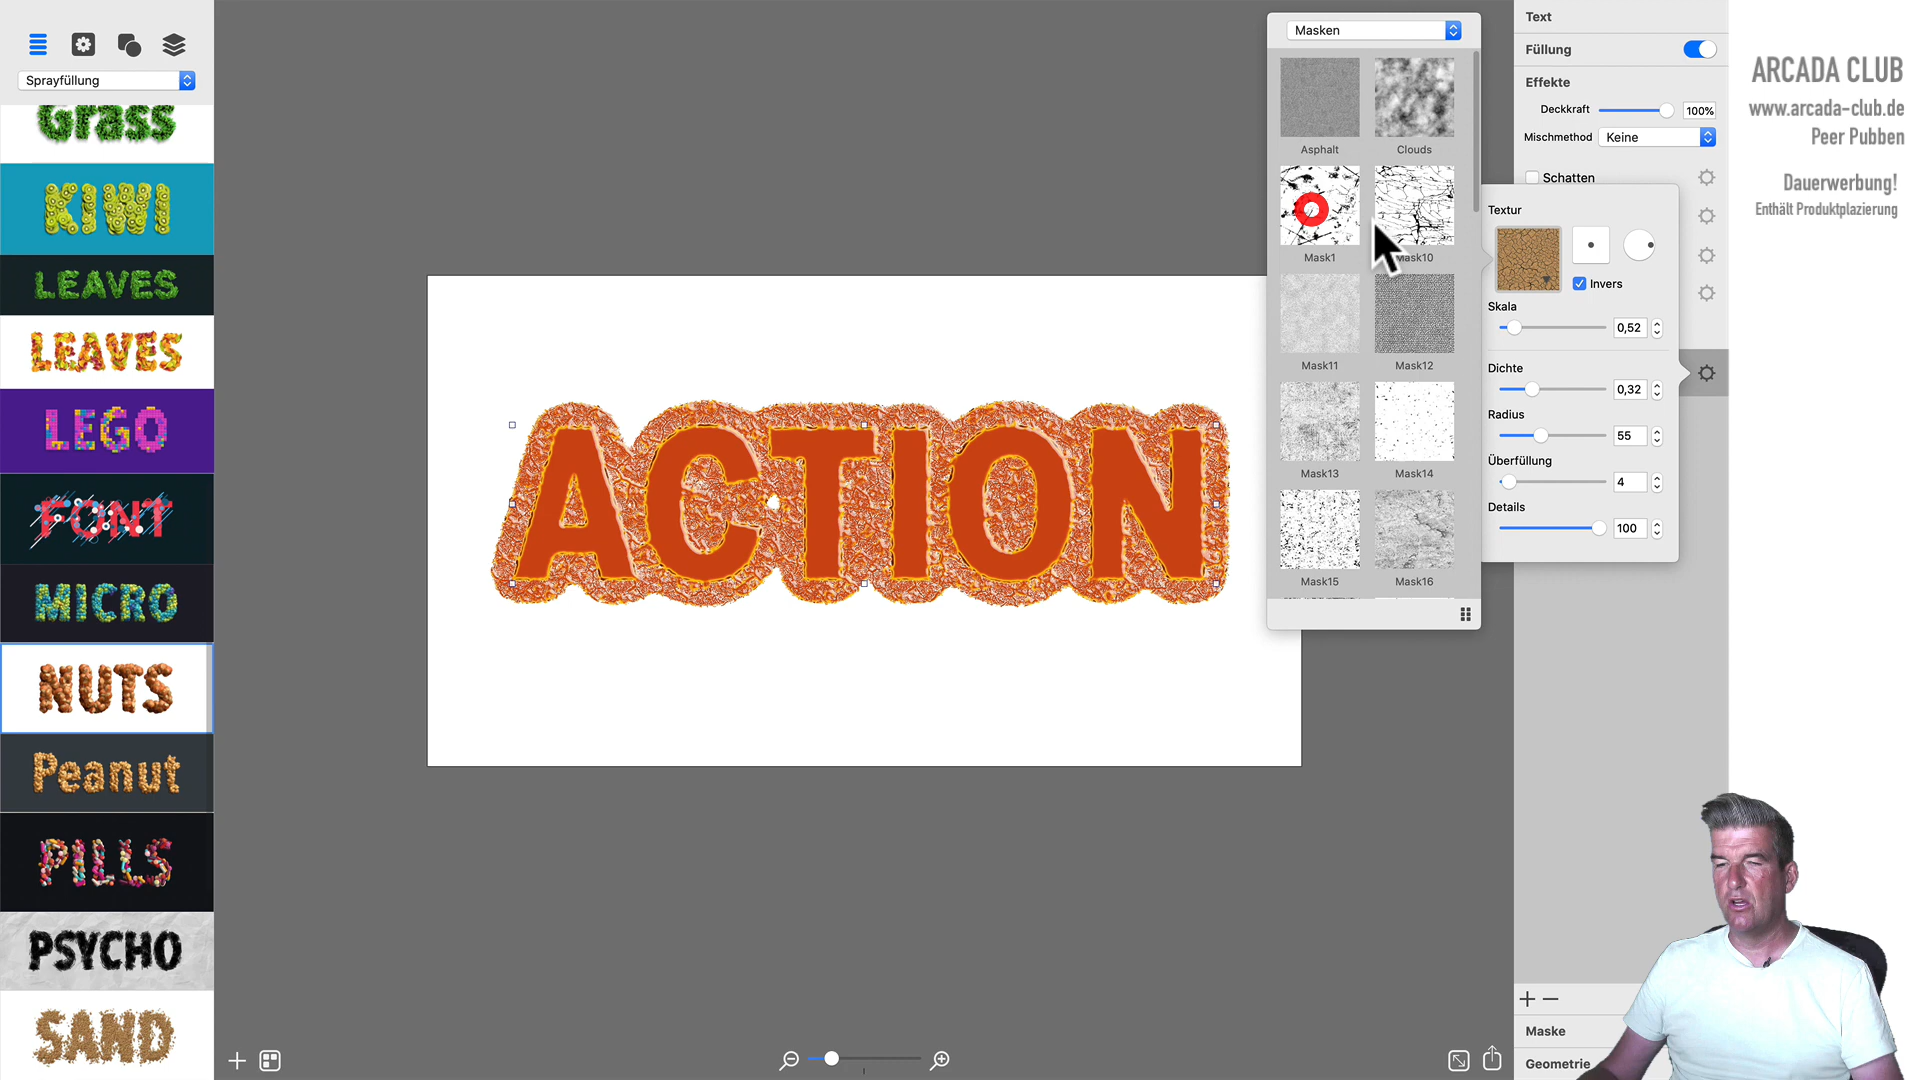 Sprayfüllung
Grass
KIWI
LEAVES
LEAVES
LEGO
FONT
MICRO
NUTS
Peanut
PILLS
PSYCHO
SAND
ACTION
Masken
Asphalt
Clouds
Mask1
Mask10
Mask11
Mask12
Mask13
Mask14
Mask15
Mask16
Text
Füllung
Effekte
Deckkraft
100%
Mischmethod
Keine
Schatten
Textur
Invers
Skala
0,52
Dichte
0,32
Radius
55
Überfüllung
4
Details
100
Maske
Geometrie
ARCADA CLUB
www.arcada-club.de
Peer Pubben
Dauerwerbung!
Enthält Produktplazierung